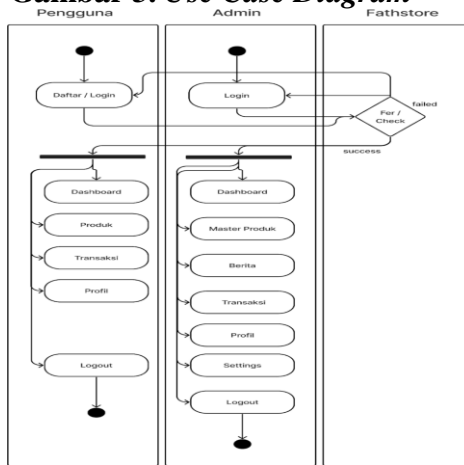 Gambar 3. Use Case Diagram
Pengguna Admin Fathstore
Daftar / Login
Login
Fer /
Check
failed
success
Dashboard
Produk
Transaksi
Profil
Logout
Dashboard
Master Produk
Berita
Transaksi
Profil
Settings
Logout